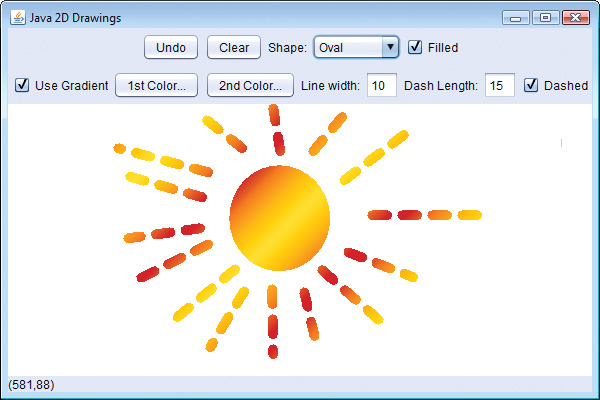 Java 2D Drawings
Undo Clear Shape: Oval Filled
Use Gradient 1st Color... 2nd Color... Line width: 10 Dash Length: 15 Dashed
(581,88)